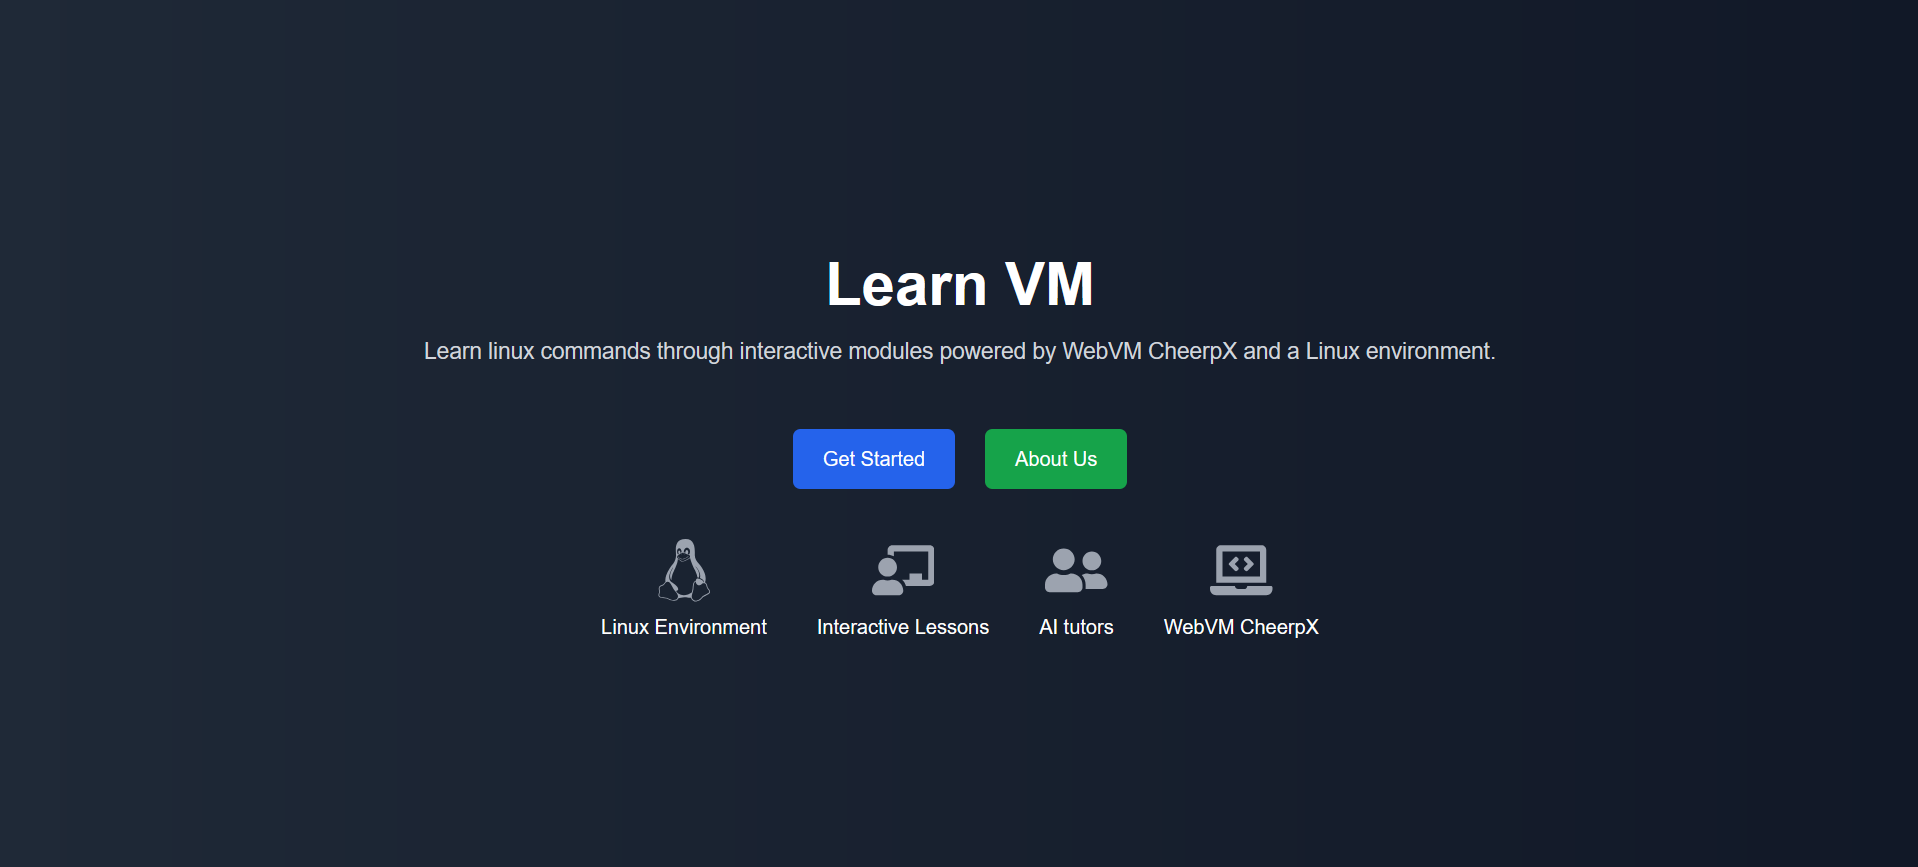 Learn VM
Learn linux commands through interactive modules powered by WebVM CheerpX and a Linux environment.
Get Started
About Us
Linux Environment
Interactive Lessons
AI tutors
WebVM CheerpX